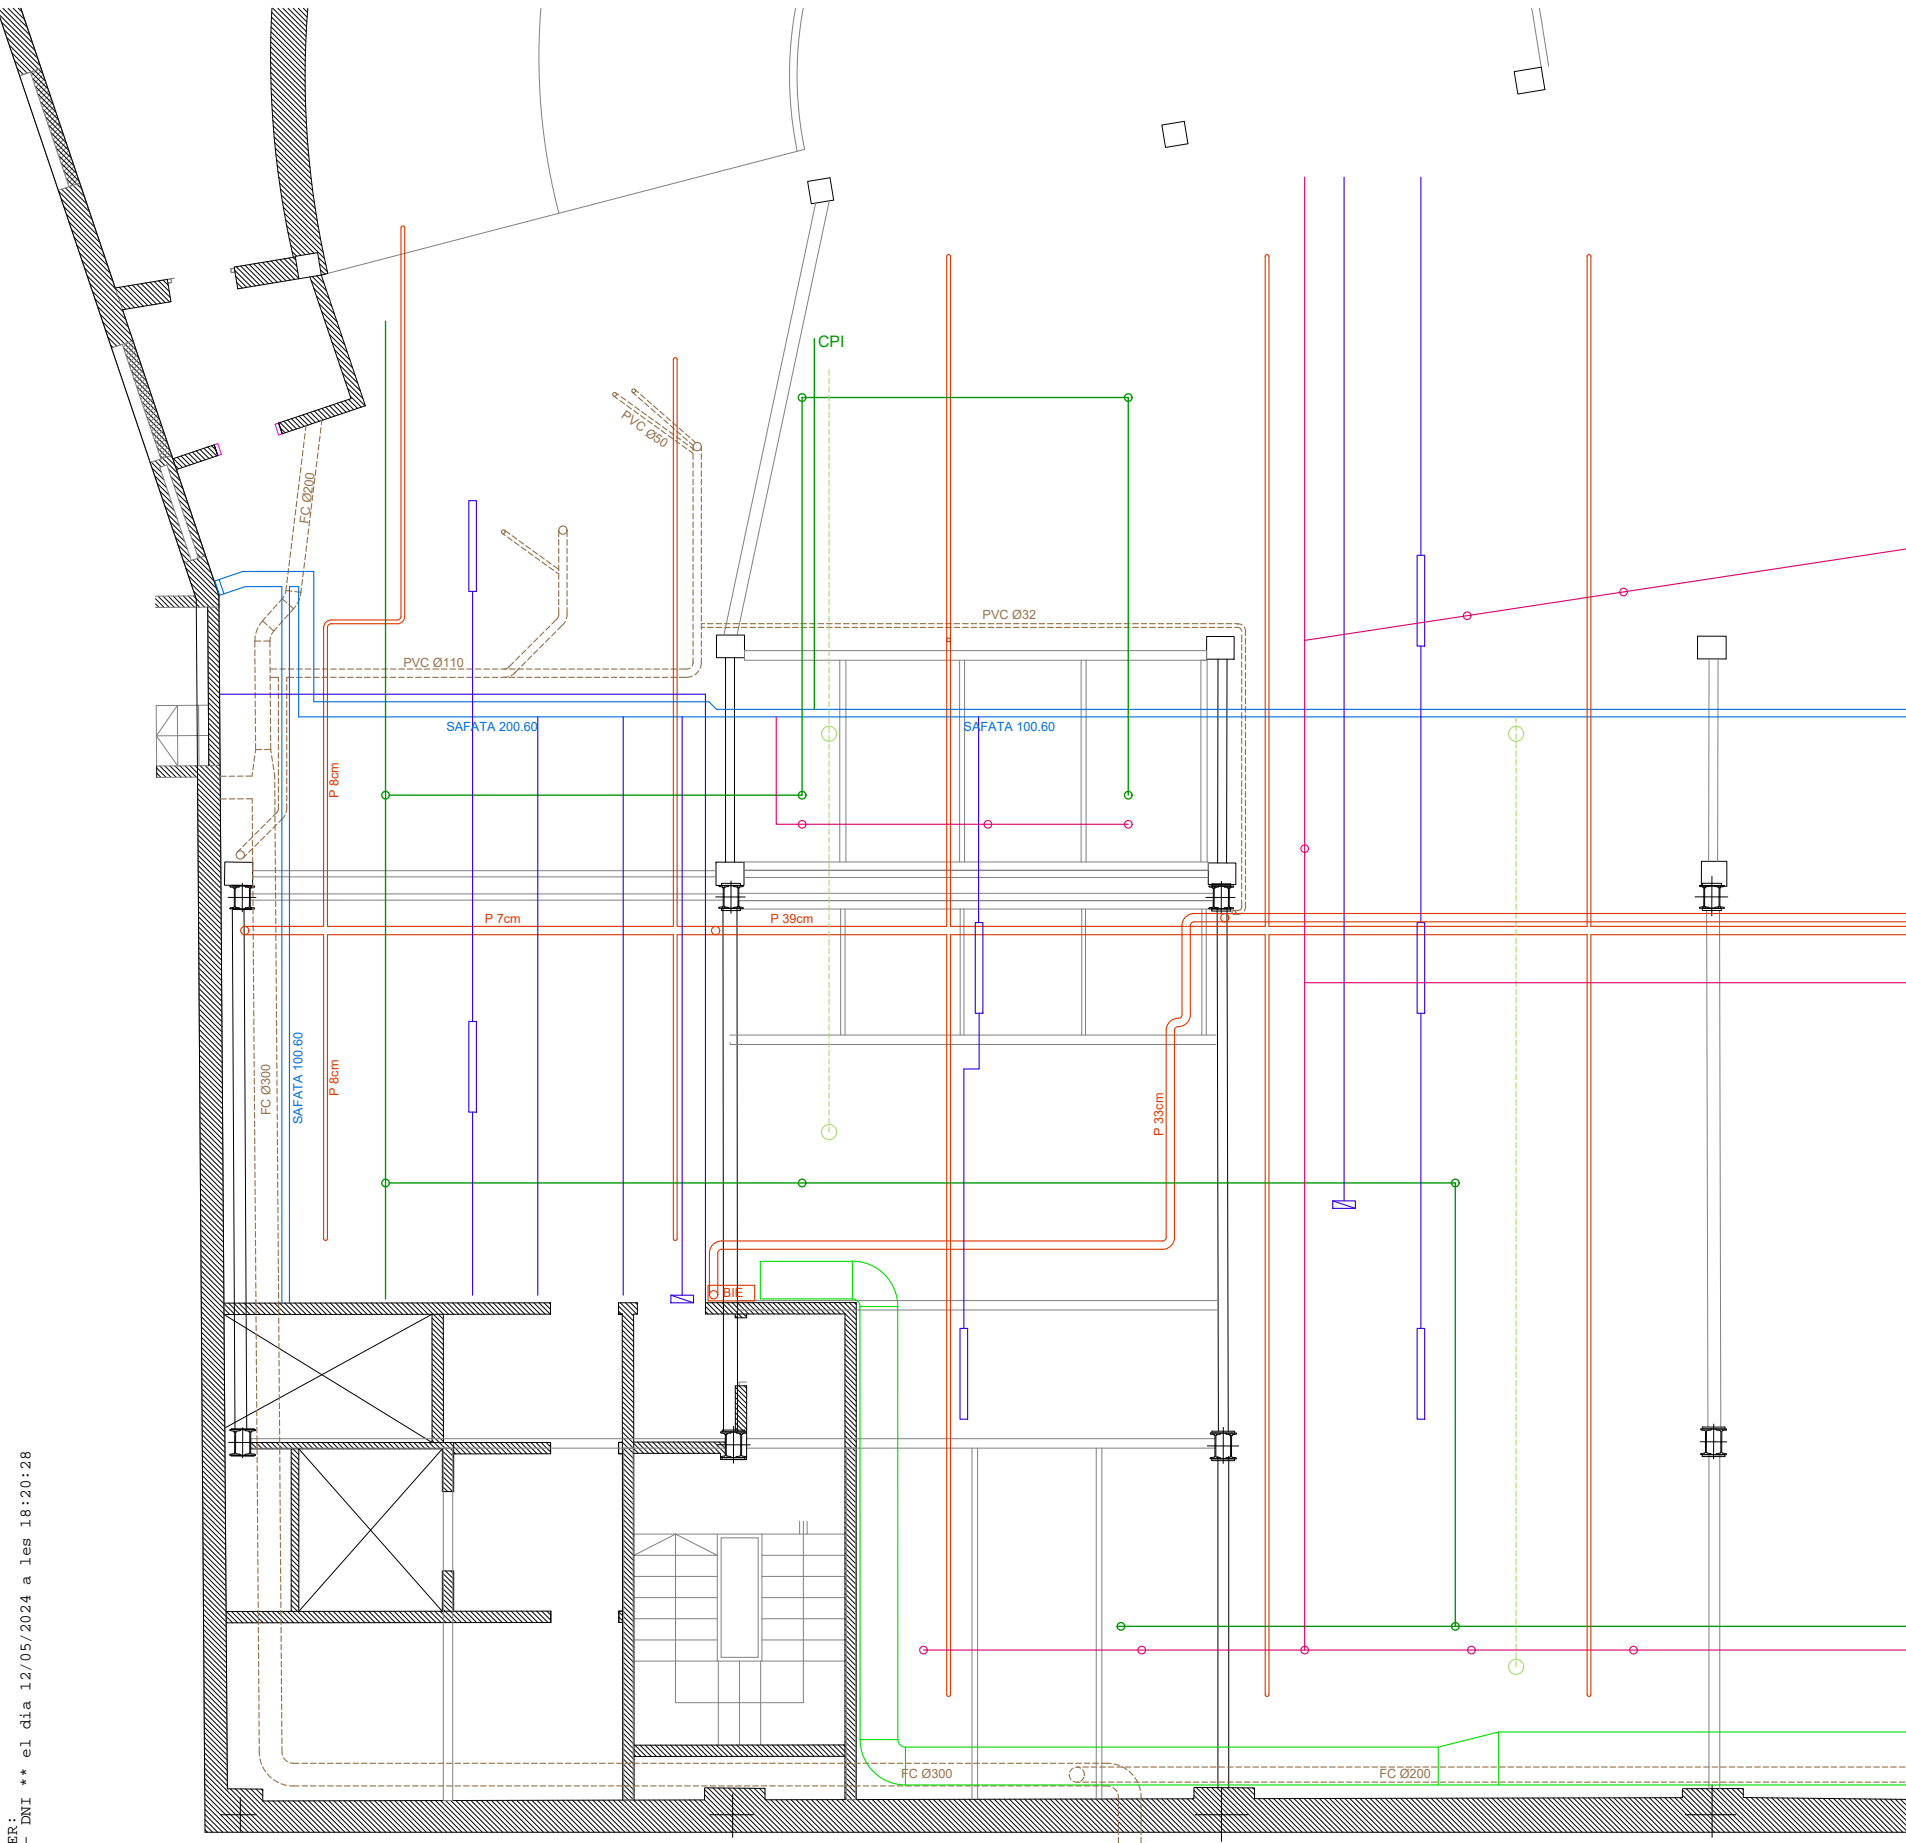 CPI
PVC Ø50
FC Ø200
PVC Ø32
PVC Ø110
SAFATA 200.60
SAFATA 100.60
P 8cm
P 7cm
P 39cm
FC Ø300
SAFATA 100.60
P 8cm
P 33cm
BIE
FC Ø300
FC Ø200
ER:
- DNI ** el dia 12/05/2024 a les 18:20:28